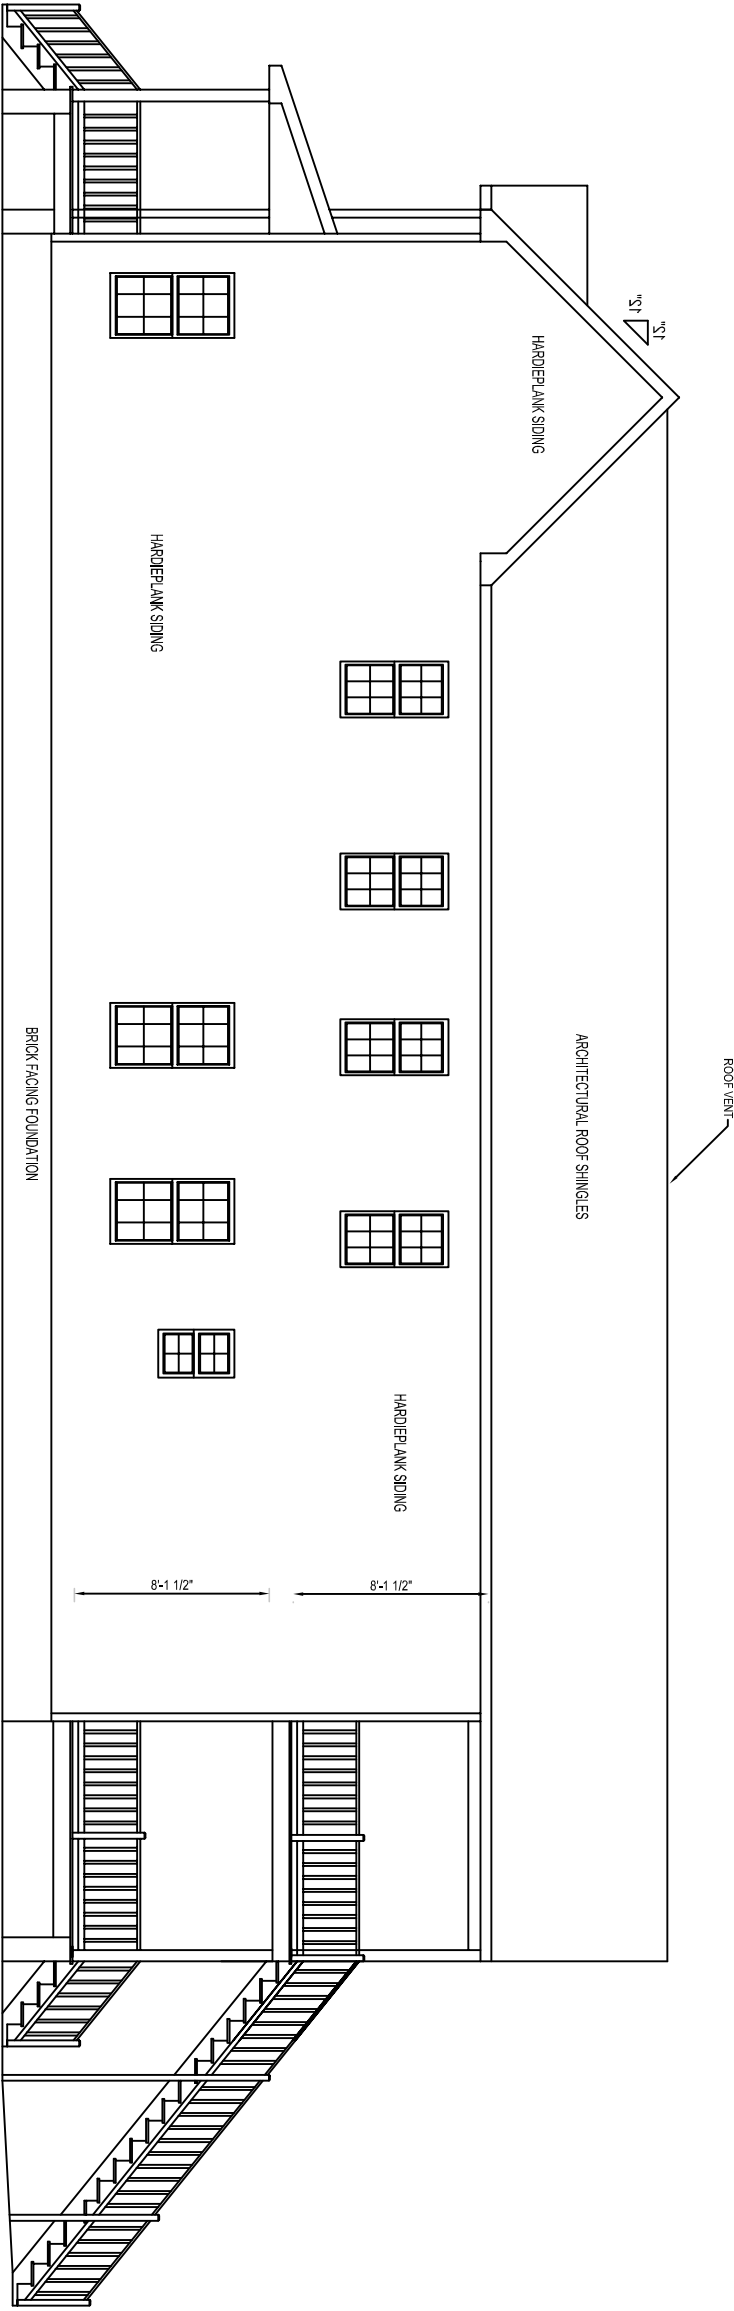 ROOF VENT
12"
12"
HARDIEPLANK SIDING
ARCHITECTURAL ROOF SHINGLES
HARDIEPLANK SIDING
8'-1 1/2"
HARDIEPLANK SIDING
8'-1 1/2"
BRICK FACING FOUNDATION